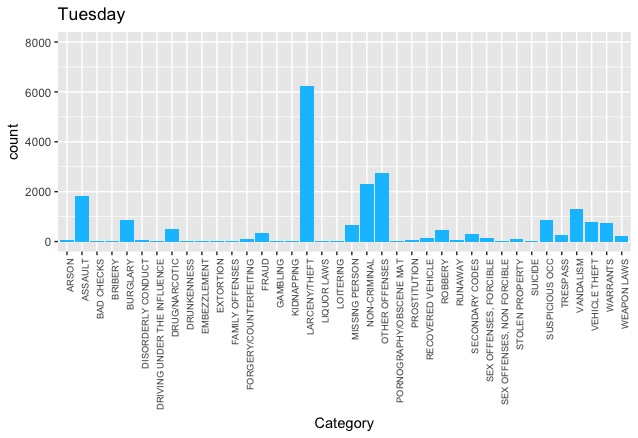 Tuesday
8000
6000
4000
2000
0
count
ARSON
ASSAULT
BAD CHECKS
BRIBERY
BURGLARY
DISORDERLY CONDUCT
DRIVING UNDER THE INFLUENCE
DRUG/NARCOTIC
DRUNKENNESS
EMBEZZLEMENT
EXTORTION
FAMILY OFFENSES
FORGERY/COUNTERFEITING
FRAUD
GAMBLING
KIDNAPPING
LARCENY/THEFT
LIQUOR LAWS
LOITERING
MISSING PERSON
NON-CRIMINAL
OTHER OFFENSES
PORNOGRAPHY/OBSCENE MAT
PROSTITUTION
RECOVERED VEHICLE
ROBBERY
RUNAWAY
SECONDARY CODES
SEX OFFENSES, FORCIBLE
SEX OFFENSES, NON FORCIBLE
STOLEN PROPERTY
SUICIDE
SUSPICIOUS OCC
TRESPASS
VANDALISM
VEHICLE THEFT
WARRANTS
WEAPON LAWS
Category